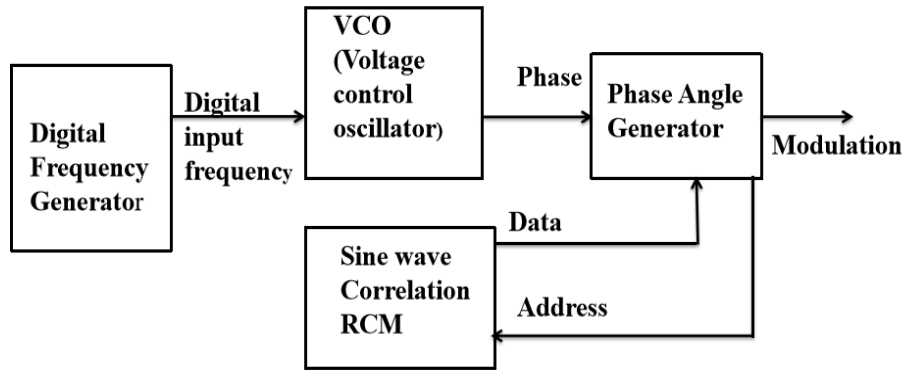 Digital
Frequency
Generator
Digital
input
frequency
VCO
(Voltage
control
oscillator)
Phase
Phase Angle
Generator
Modulation
Data
Sine wave
Correlation
RCM
Address